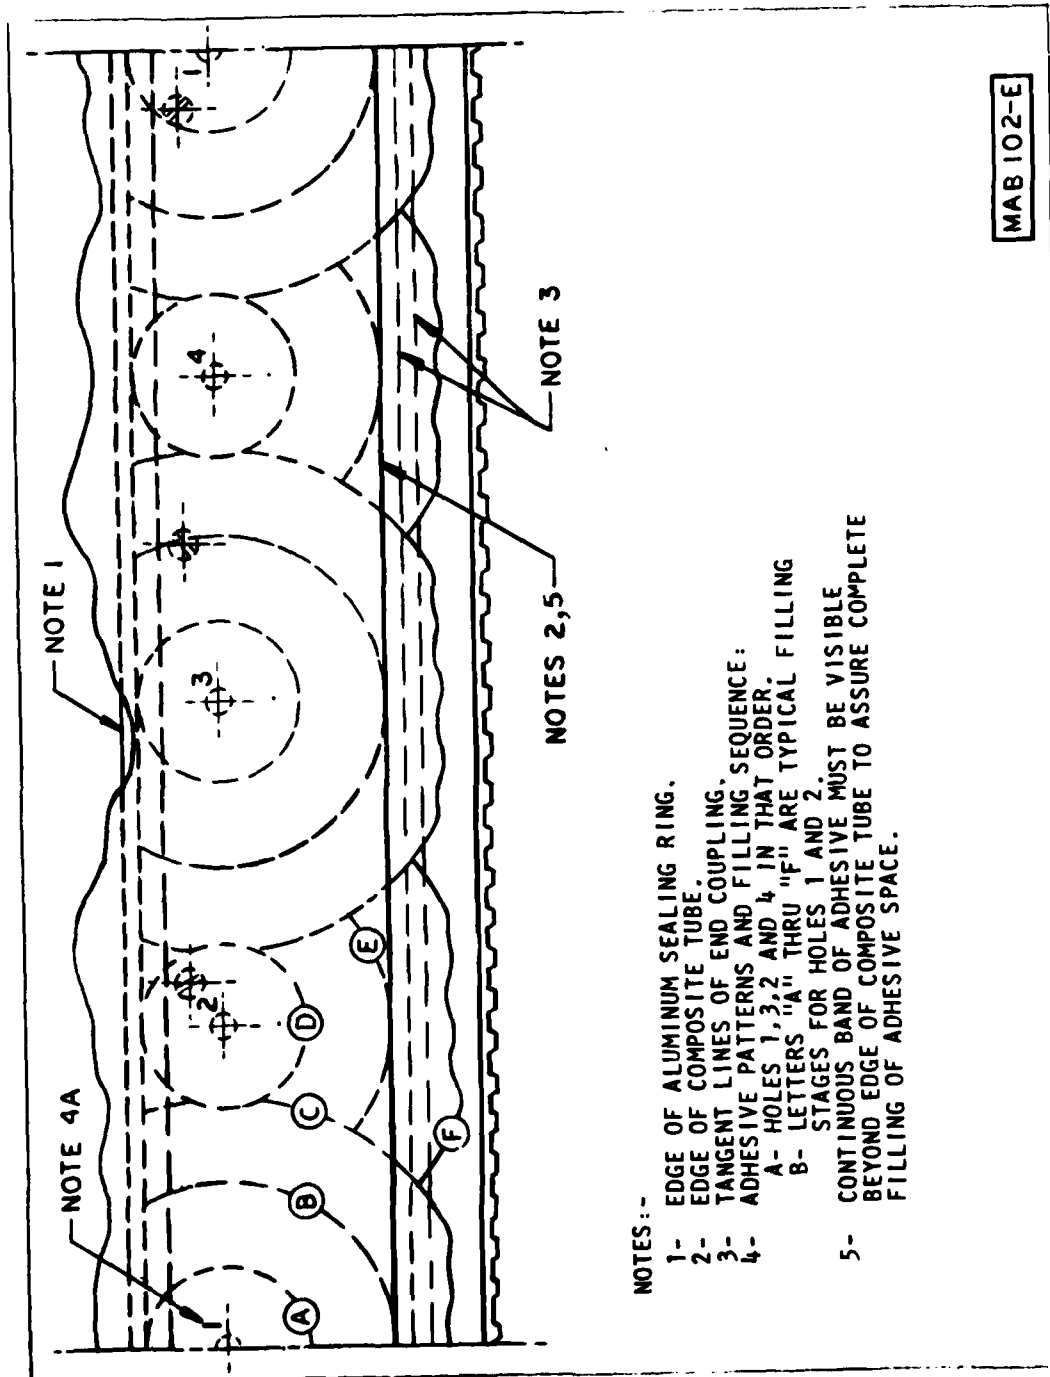 NOTE 4A
NOTE 1
1
2
3
4
1
A
B
C
D
E
F
NOTES 2,5
NOTE 3
NOTES:-
1- EDGE OF ALUMINUM SEALING RING.
2- EDGE OF COMPOSITE TUBE.
3- TANGENT LINES OF END COUPLING.
4- ADHESIVE PATTERNS AND FILLING SEQUENCE:
A- HOLES 1,3,2 AND 4 IN THAT ORDER.
B- LETTERS "A" THRU "F" ARE TYPICAL FILLING
STAGES FOR HOLES 1 AND 2.
5- CONTINUOUS BAND OF ADHESIVE MUST BE VISIBLE
BEYOND EDGE OF COMPOSITE TUBE TO ASSURE COMPLETE
FILLING OF ADHESIVE SPACE.
MAB 102-E